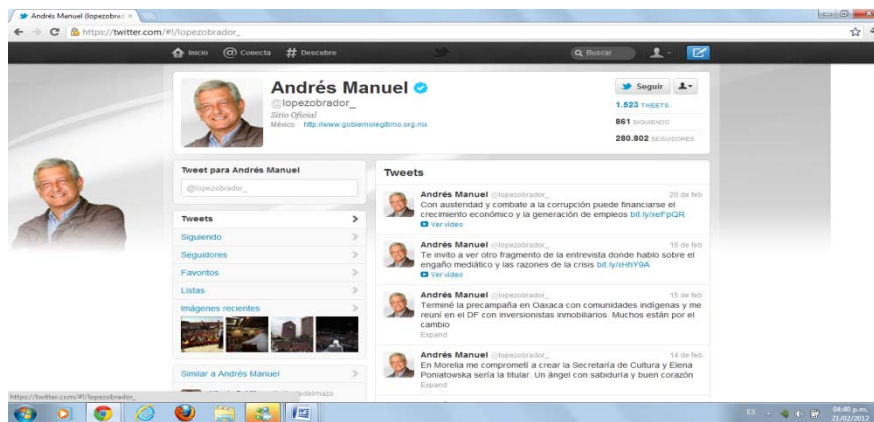 Andrés Manuel (lopezobrad
https://twitter.com/#!/lopezobrador_
Inicio @ Conecta # Descubre
Buscar
Andrés Manuel
@lopezobrador_
Sitio Oficial
México http://www.gobiernolegitimo.org.mx
Seguir
1.523 TWEETS
861 SIGUIENDO
280.802 SEGUIDORES
Tweet para Andrés Manuel
@lopezobrador_
Tweets
Siguiendo
Seguidores
Favoritos
Listas
Imágenes recientes
Similar a Andrés Manuel
Tweets
Andrés Manuel @lopezobrador_ 20 de feb
Con austeridad y combate a la corrupción puede financiarse el
crecimiento económico y la generación de empleos bit.ly/xeFpQR
Ver vídeo
Andrés Manuel @lopezobrador_ 16 de feb
Te invito a ver otro fragmento de la entrevista donde hablo sobre el
engaño mediático y las razones de la crisis bit.ly/xHhY9A
Ver vídeo
Andrés Manuel @lopezobrador_ 15 de feb
Terminé la precampaña en Oaxaca con comunidades indígenas y me
reuní en el DF con inversionistas inmobiliarios. Muchos están por el
cambio
Expand
Andrés Manuel @lopezobrador_ 14 de feb
En Morelia me comprometí a crear la Secretaría de Cultura y Elena
Poniatowska sería la titular. Un ángel con sabiduría y buen corazón
Expand
https://twitter.com/#!/lopezobrador_
ES
04:40 p.m.
21/02/2012